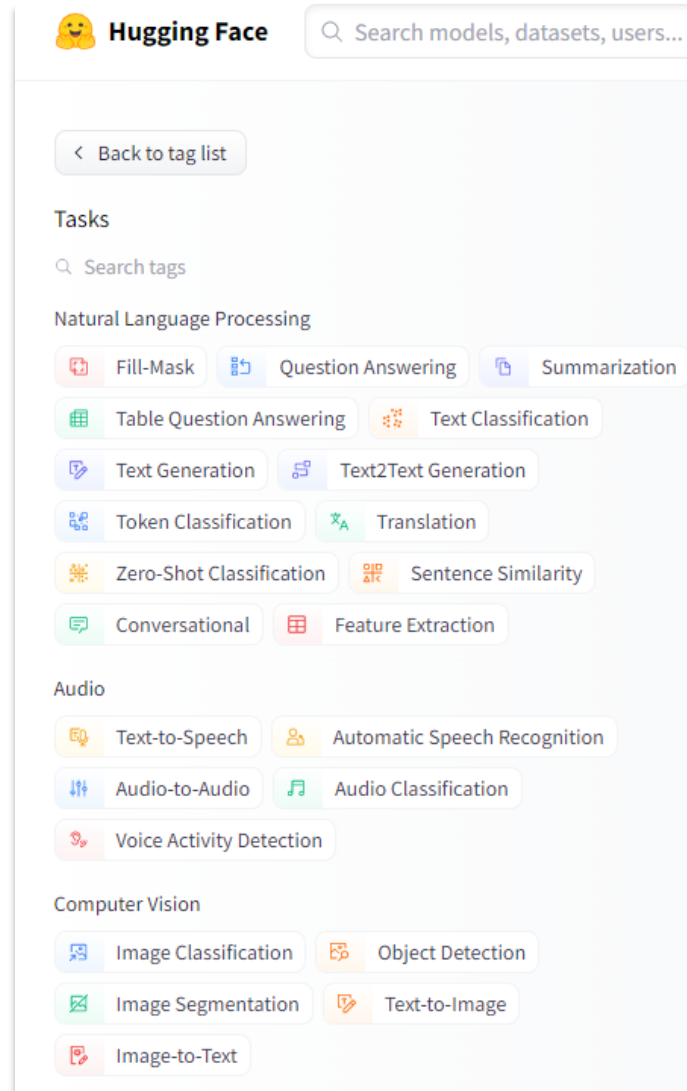 Hugging Face Search models, datasets, users...
Back to tag list
Tasks
Search tags
Natural Language Processing
Fill-Mask Question Answering Summarization
Table Question Answering Text Classification
Text Generation Text2Text Generation
Token Classification Translation
Zero-Shot Classification Sentence Similarity
Conversational Feature Extraction
Audio
Text-to-Speech Automatic Speech Recognition
Audio-to-Audio Audio Classification
Voice Activity Detection
Computer Vision
Image Classification Object Detection
Image Segmentation Text-to-Image
Image-to-Text